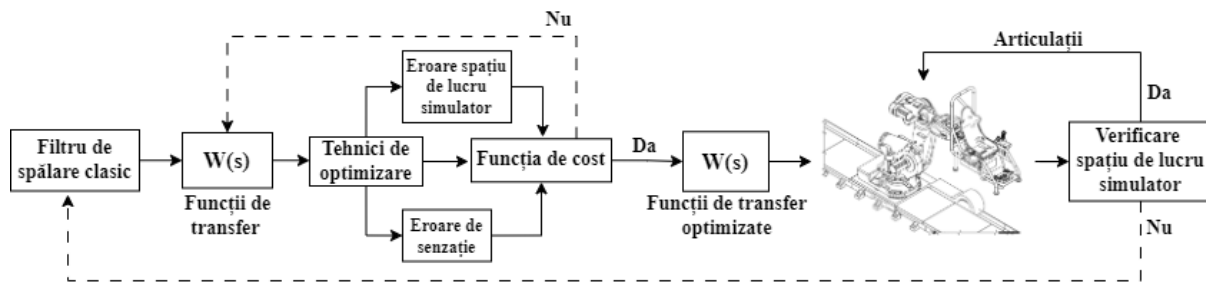 Nu
Articulații
Da
Eroare spațiu
de lucru
simulator
Filtru de
spălare clasic
W(s)
Funcții de
transfer
Tehnici de
optimizare
Funcția de cost
Da
W(s)
Funcții de transfer
optimizate
Verificare
spațiu de lucru
simulator
Eroare de
senzație
Nu